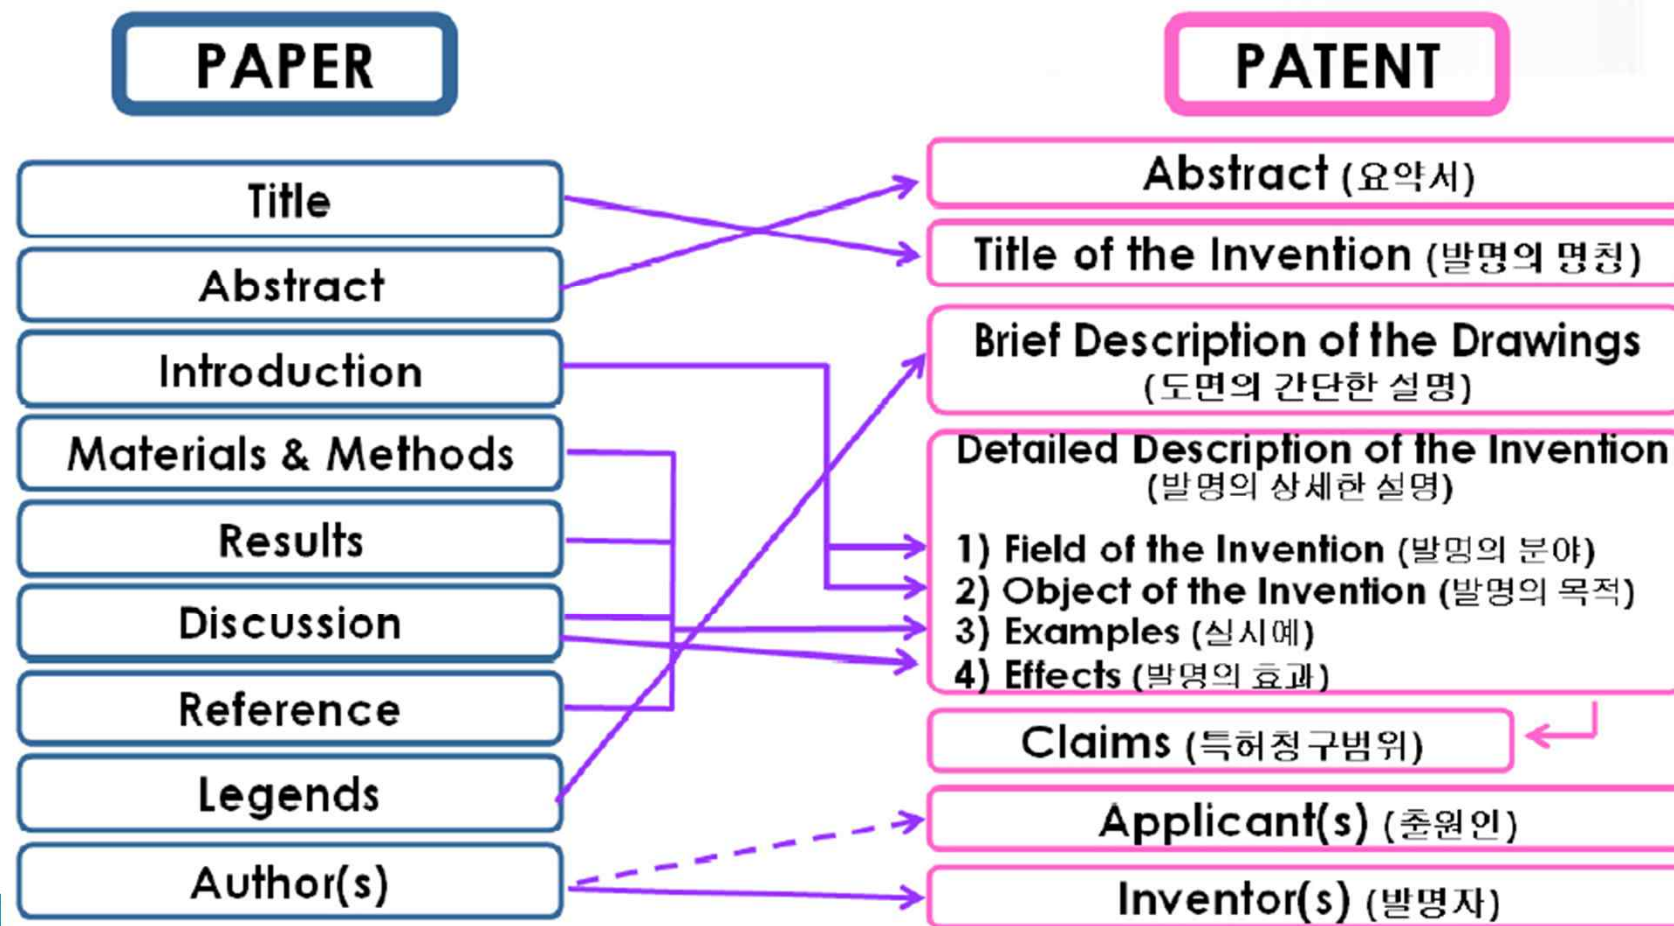 PAPER
Title
Abstract
Introduction
Materials & Methods
Results
Discussion
Reference
Legends
Author(s)
PATENT
Abstract (요약서)
Title of the Invention (발명의 명칭)
Brief Description of the Drawings
(도면의 간단한 설명)
Detailed Description of the Invention
(발명의 상세한 설명)
1) Field of the Invention (발명의 분야)
2) Object of the Invention (발명의 목적)
3) Examples (실시예)
4) Effects (발명의 효과)
Claims (특허청구범위)
Applicant(s) (출원인)
Inventor(s) (발명자)